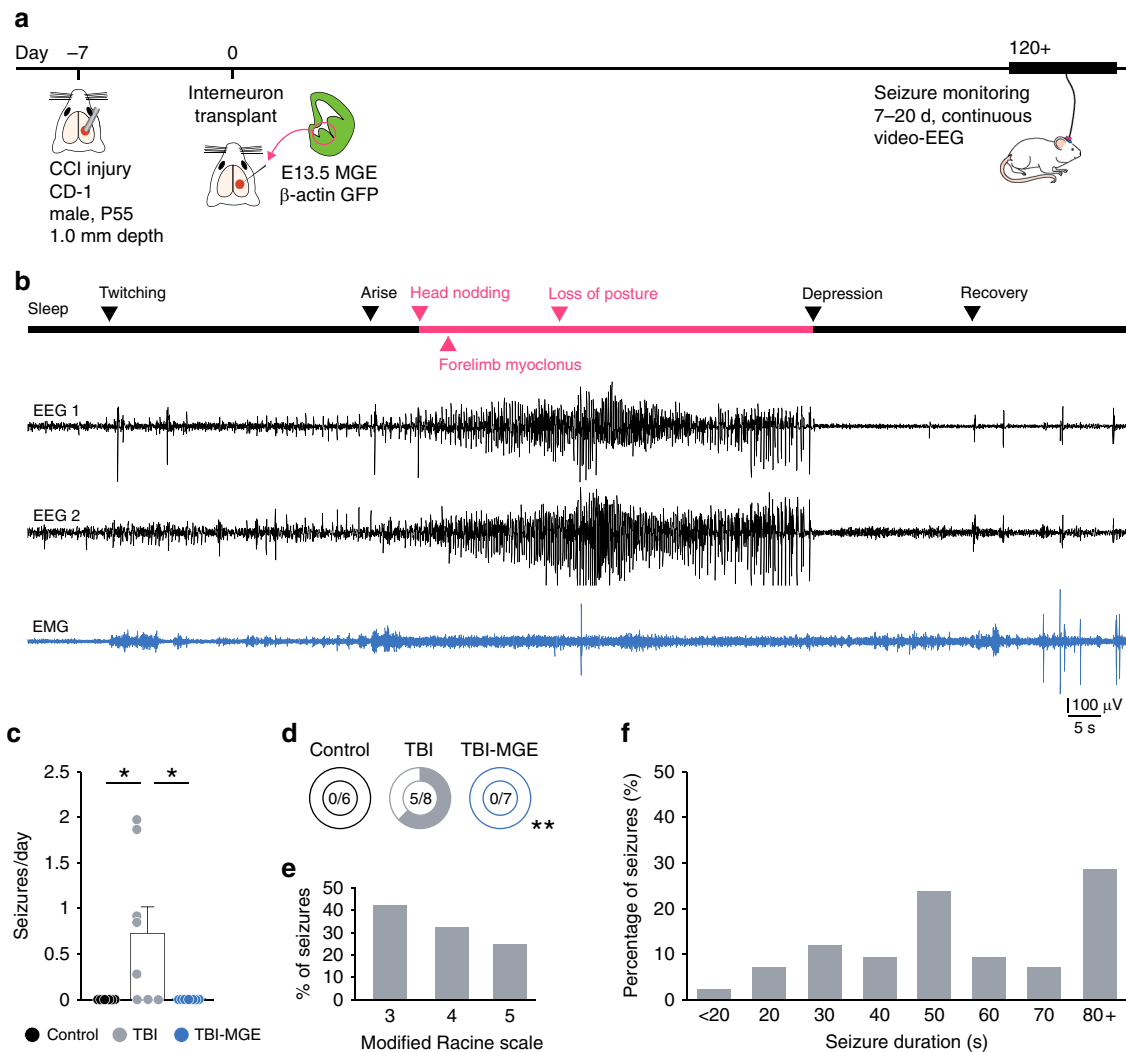 a
Day –7 0 120+
Interneuron
transplant
Seizure monitoring
7–20 d, continuous
video-EEG
CCI injury
CD-1
male, P55
1.0 mm depth
E13.5 MGE
β-actin GFP
b
Sleep
Twitching
Arise
Head nodding
Loss of posture
Depression
Recovery
Forelimb myoclonus
EEG 1
EEG 2
EMG
100 μV
5 s
c
Seizures/day
2.5
2
1.5
1
0.5
0
* *
Control TBI TBI-MGE
d
Control TBI TBI-MGE
0/6 5/8 0/7
**
e
% of seizures
50
40
30
20
10
0
3 4 5
Modified Racine scale
f
Percentage of seizures (%)
50
40
30
20
10
0
<20 20 30 40 50 60 70 80+
Seizure duration (s)